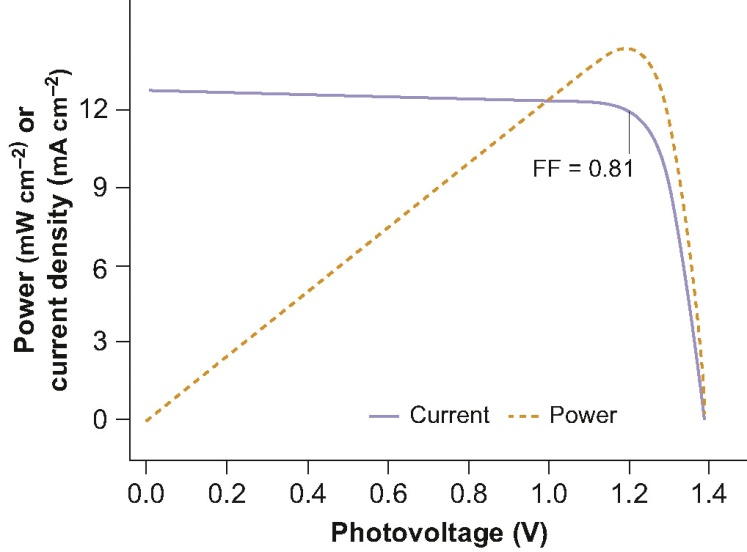 Power (mW cm⁻²) or
current density (mA cm⁻²)
12
9
6
3
0
FF = 0.81
Current
Power
0.0 0.2 0.4 0.6 0.8 1.0 1.2 1.4
Photovoltage (V)